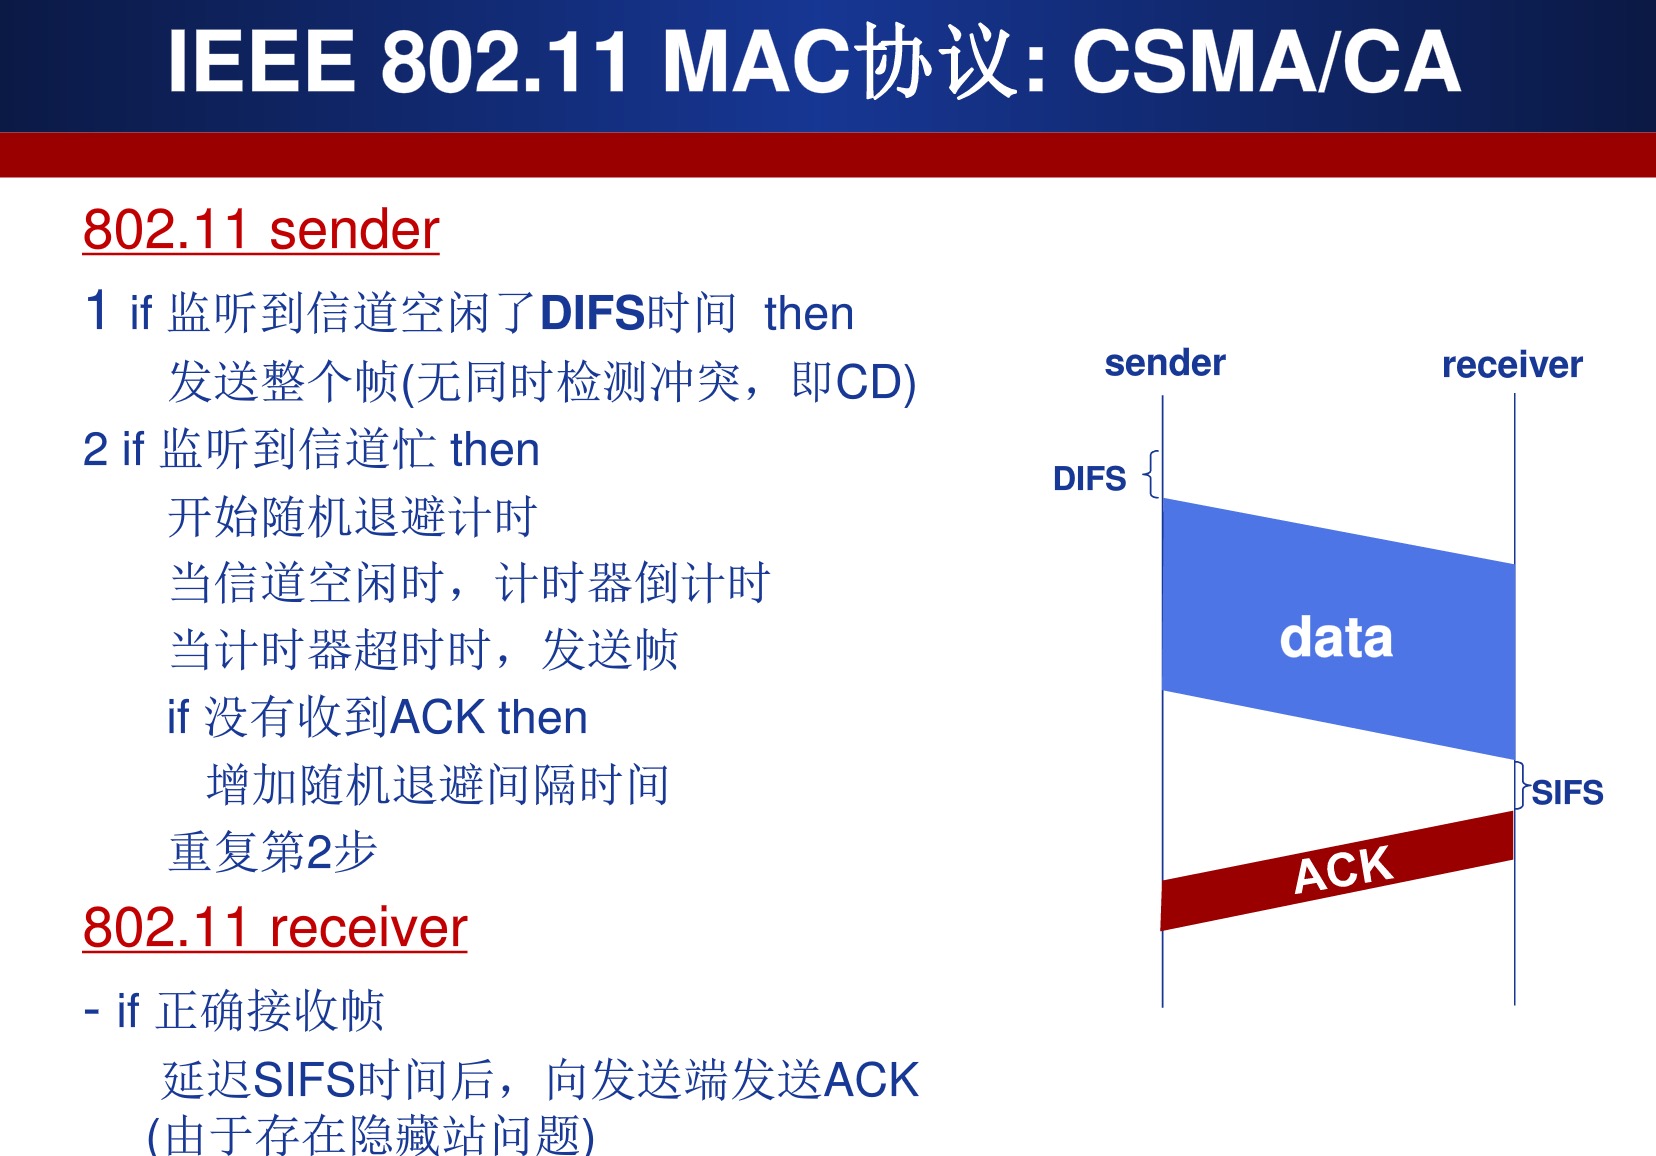 IEEE 802.11 MAC协议: CSMA/CA
802.11 sender
1 if 监听到信道空闲了DIFS时间 then
发送整个帧(无同时检测冲突，即CD)
2 if 监听到信道忙 then
开始随机退避计时
当信道空闲时，计时器倒计时
当计时器超时时，发送帧
if 没有收到ACK then
增加随机退避间隔时间
重复第2步
802.11 receiver
- if 正确接收帧
延迟SIFS时间后，向发送端发送ACK
(由于存在隐藏站问题)
sender
receiver
DIFS
data
SIFS
ACK